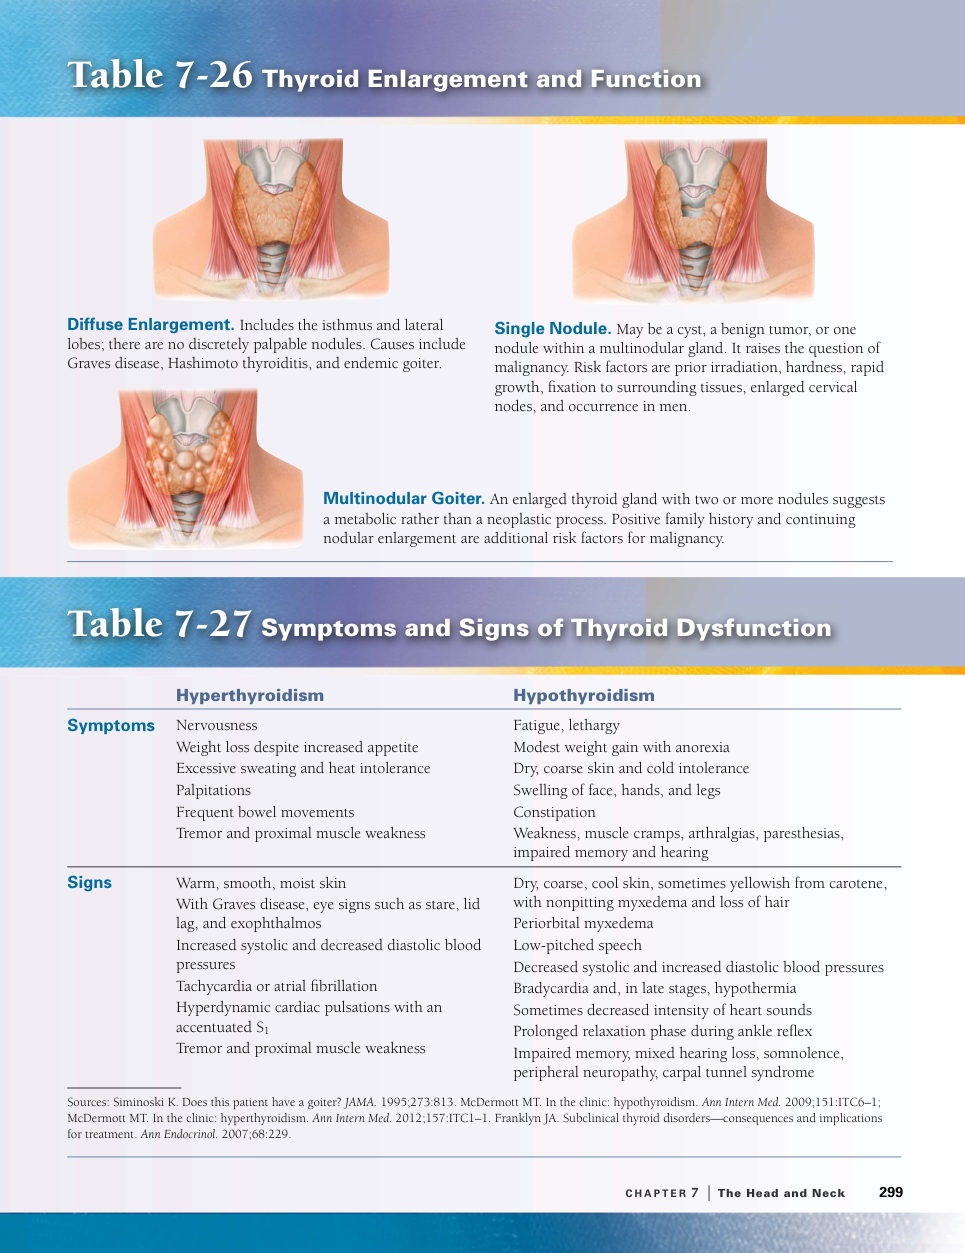 Table 7-26 Thyroid Enlargement and Function
Diffuse Enlargement. Includes the isthmus and lateral
lobes; there are no discretely palpable nodules. Causes include
Graves disease, Hashimoto thyroiditis, and endemic goiter.
Single Nodule. May be a cyst, a benign tumor, or one
nodule within a multinodular gland. It raises the question of
malignancy. Risk factors are prior irradiation, hardness, rapid
growth, fixation to surrounding tissues, enlarged cervical
nodes, and occurrence in men.
Multinodular Goiter. An enlarged thyroid gland with two or more nodules suggests
a metabolic rather than a neoplastic process. Positive family history and continuing
nodular enlargement are additional risk factors for malignancy.
Table 7-27 Symptoms and Signs of Thyroid Dysfunction
Hyperthyroidism
Hypothyroidism
Symptoms
Nervousness
Weight loss despite increased appetite
Excessive sweating and heat intolerance
Palpitations
Frequent bowel movements
Tremor and proximal muscle weakness
Fatigue, lethargy
Modest weight gain with anorexia
Dry, coarse skin and cold intolerance
Swelling of face, hands, and legs
Constipation
Weakness, muscle cramps, arthralgias, paresthesias,
impaired memory and hearing
Signs
Warm, smooth, moist skin
With Graves disease, eye signs such as stare, lid
lag, and exophthalmos
Increased systolic and decreased diastolic blood
pressures
Tachycardia or atrial fibrillation
Hyperdynamic cardiac pulsations with an
accentuated S1
Tremor and proximal muscle weakness
Dry, coarse, cool skin, sometimes yellowish from carotene,
with nonpitting myxedema and loss of hair
Periorbital myxedema
Low-pitched speech
Decreased systolic and increased diastolic blood pressures
Bradycardia and, in late stages, hypothermia
Sometimes decreased intensity of heart sounds
Prolonged relaxation phase during ankle reflex
Impaired memory, mixed hearing loss, somnolence,
peripheral neuropathy, carpal tunnel syndrome
Sources: Siminoski K. Does this patient have a goiter? JAMA. 1995;273:813. McDermott MT. In the clinic: hypothyroidism. Ann Intern Med. 2009;151:ITC6–1;
McDermott MT. In the clinic: hyperthyroidism. Ann Intern Med. 2012;157:ITC1–1. Franklyn JA. Subclinical thyroid disorders—consequences and implications
for treatment. Ann Endocrinol. 2007;68:229.
CHAPTER 7 | The Head and Neck 299